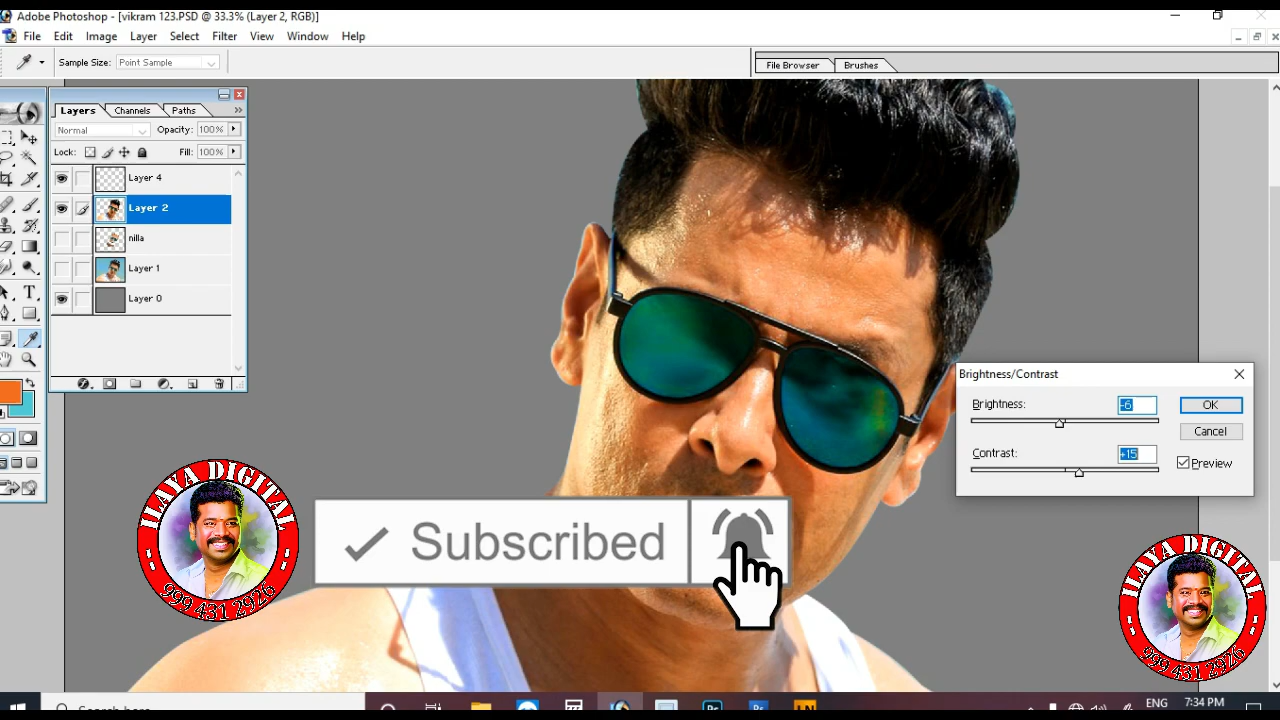 Adobe Photoshop - [vikram 123.PSD @ 33.3% (Layer 2, RGB)]
File Edit Image Layer Select Filter View Window Help
Sample Size: Point Sample
File Browser Brushes
Layers Channels Paths
Normal Opacity: 100%
Lock: Fill: 100%
Layer 4
Layer 2
nilla
Layer 1
Layer 0
Brightness/Contrast
Brightness: -6 OK
Cancel
Contrast: +15
Preview
ILAYA DIGITAL
999 431 2926
Subscribed
ILAYA DIGITAL
999 431 2926
ENG
7:34 PM